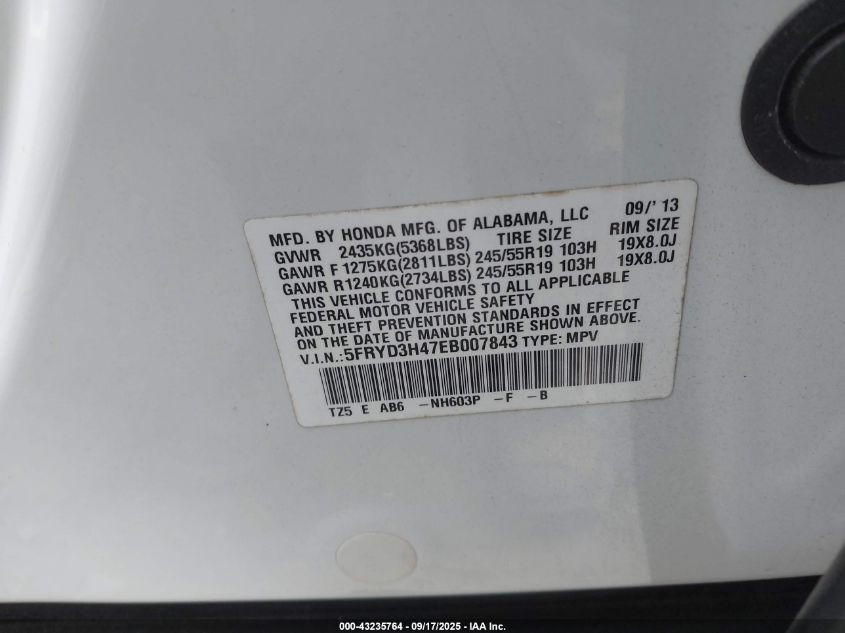 MFD. BY HONDA MFG. OF ALABAMA, LLC 09/' 13
GVWR 2435KG(5368LBS) TIRE SIZE RIM SIZE
GAWR F 1275KG(2811LBS) 245/55R19 103H 19X8.0J
GAWR R1240KG(2734LBS) 245/55R19 103H 19X8.0J
THIS VEHICLE CONFORMS TO ALL APPLICABLE
FEDERAL MOTOR VEHICLE SAFETY
AND THEFT PREVENTION STANDARDS IN EFFECT
ON THE DATE OF MANUFACTURE SHOWN ABOVE.
V.I.N.:5FRYD3H47EB007843 TYPE: MPV
TZ5 E AB6 -NH603P -F -B
000-43235764 - 09/17/2025 - IAA Inc.